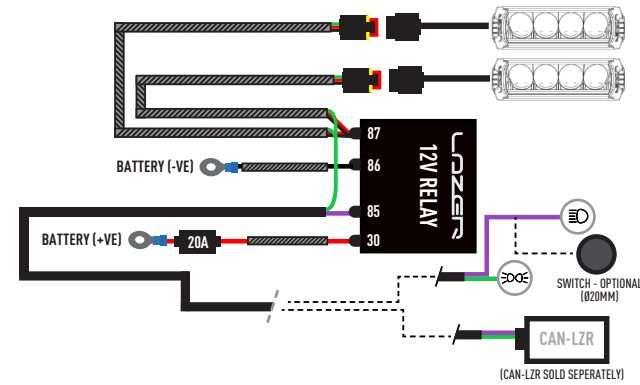 87
BATTERY (-VE)
86
LAZER
12V RELAY
85
BATTERY (+VE)
20A
30
SWITCH - OPTIONAL
(Ø20MM)
CAN-LZR
(CAN-LZR SOLD SEPERATELY)